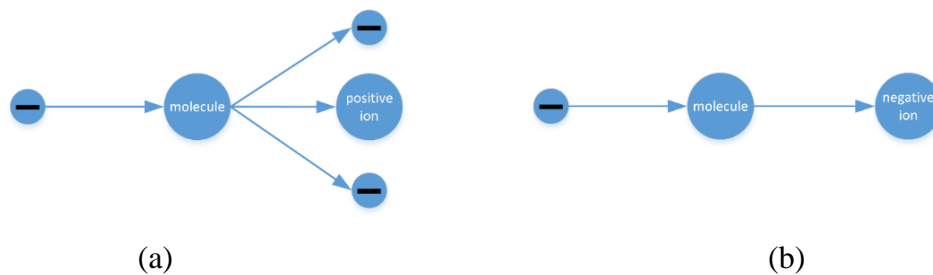 molecule
positive
ion
molecule
negative
ion
(a)
(b)